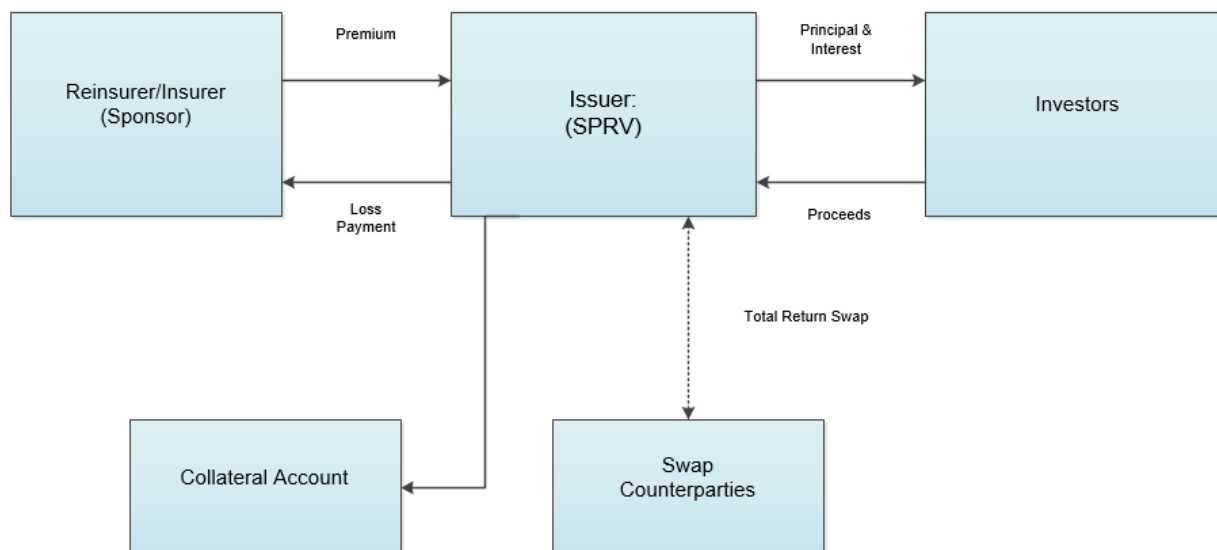 Premium
Principal &
Interest
Reinsurer/Insurer
(Sponsor)
Issuer:
(SPRV)
Investors
Loss
Payment
Proceeds
Total Return Swap
Collateral Account
Swap
Counterparties